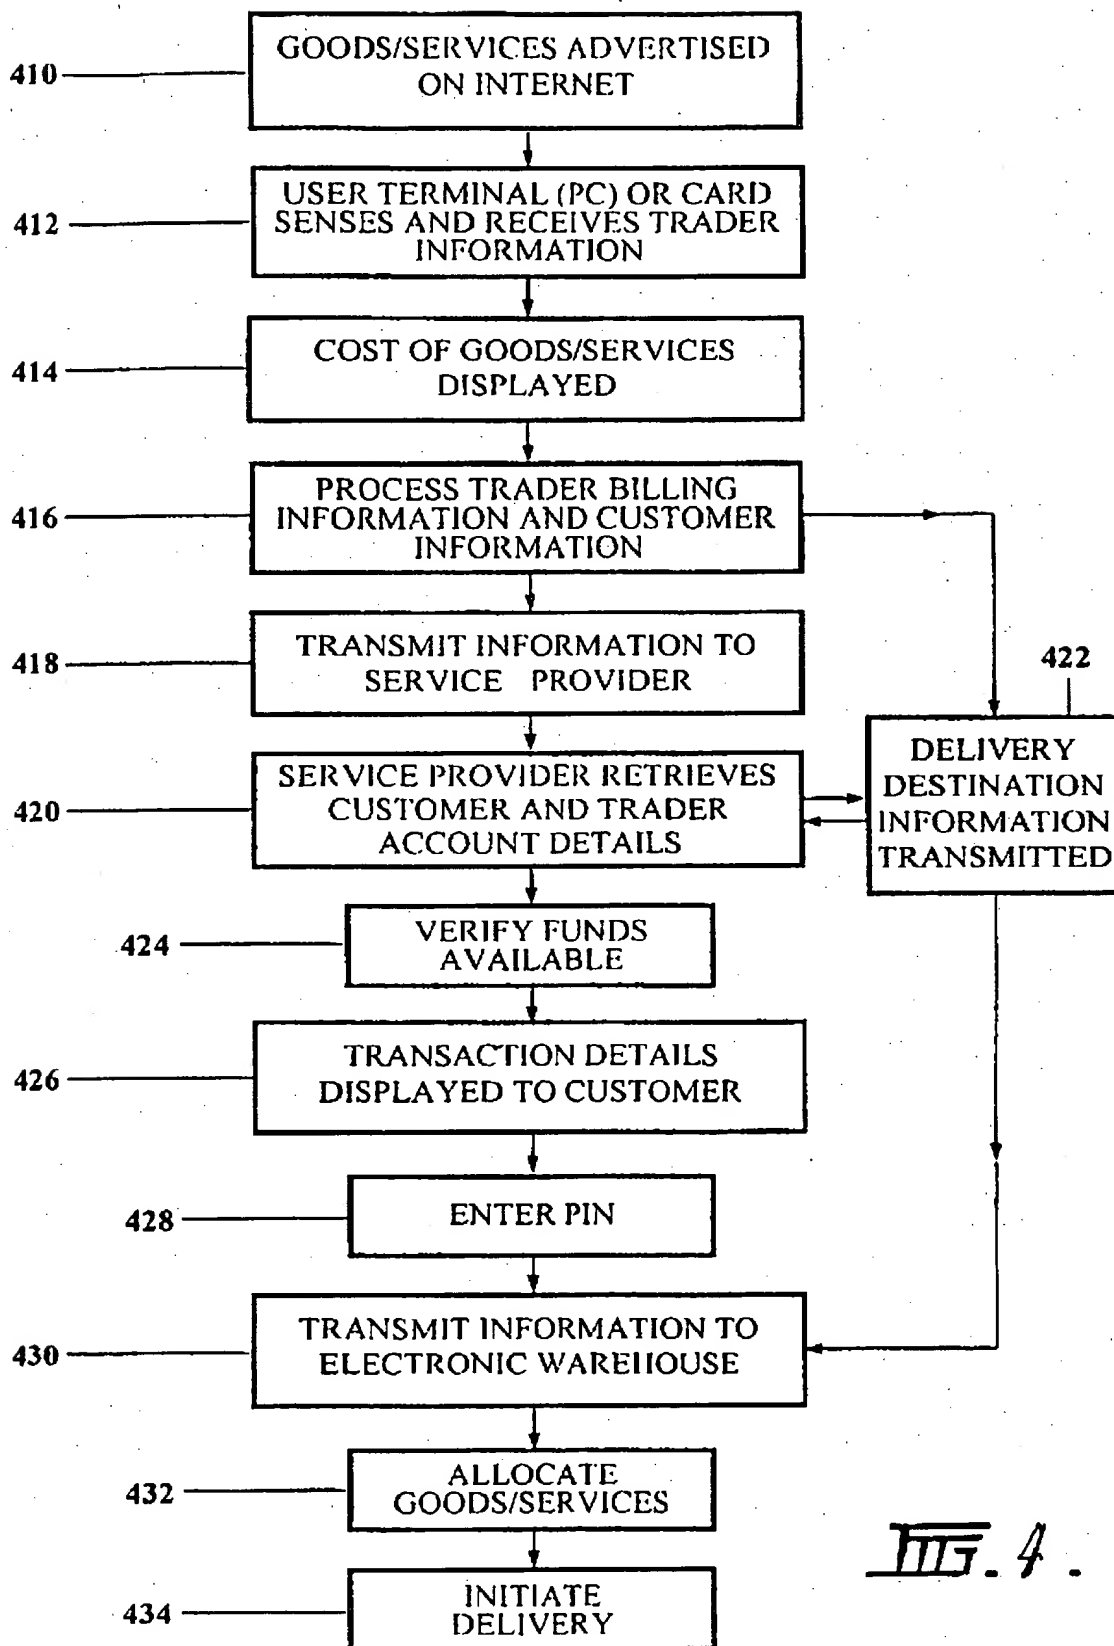 GOODS/SERVICES ADVERTISED
ON INTERNET
410
USER TERMINAL (PC) OR CARD
SENSES AND RECEIVES TRADER
INFORMATION
412
COST OF GOODS/SERVICES
DISPLAYED
414
PROCESS TRADER BILLING
INFORMATION AND CUSTOMER
INFORMATION
416
TRANSMIT INFORMATION TO
SERVICE PROVIDER
418
422
DELIVERY
DESTINATION
INFORMATION
TRANSMITTED
SERVICE PROVIDER RETRIEVES
CUSTOMER AND TRADER
ACCOUNT DETAILS
420
VERIFY FUNDS
AVAILABLE
424
TRANSACTION DETAILS
DISPLAYED TO CUSTOMER
426
ENTER PIN
428
TRANSMIT INFORMATION TO
ELECTRONIC WAREHOUSE
430
ALLOCATE
GOODS/SERVICES
432
INITIATE
DELIVERY
434
FIG. 4.